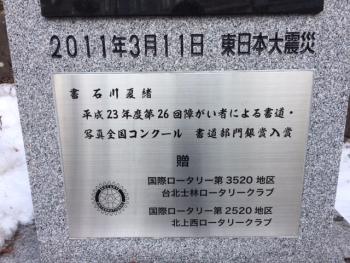 2011年3月11日 東日本大震災
書 石川夏緒
平成23年度第26回障がい者による書道・
写真全国コンクール 書道部門銀賞入賞
贈
国際ロータリー第3520地区
台北士林ロータリークラブ
国際ロータリー第2520地区
北上西ロータリークラブ